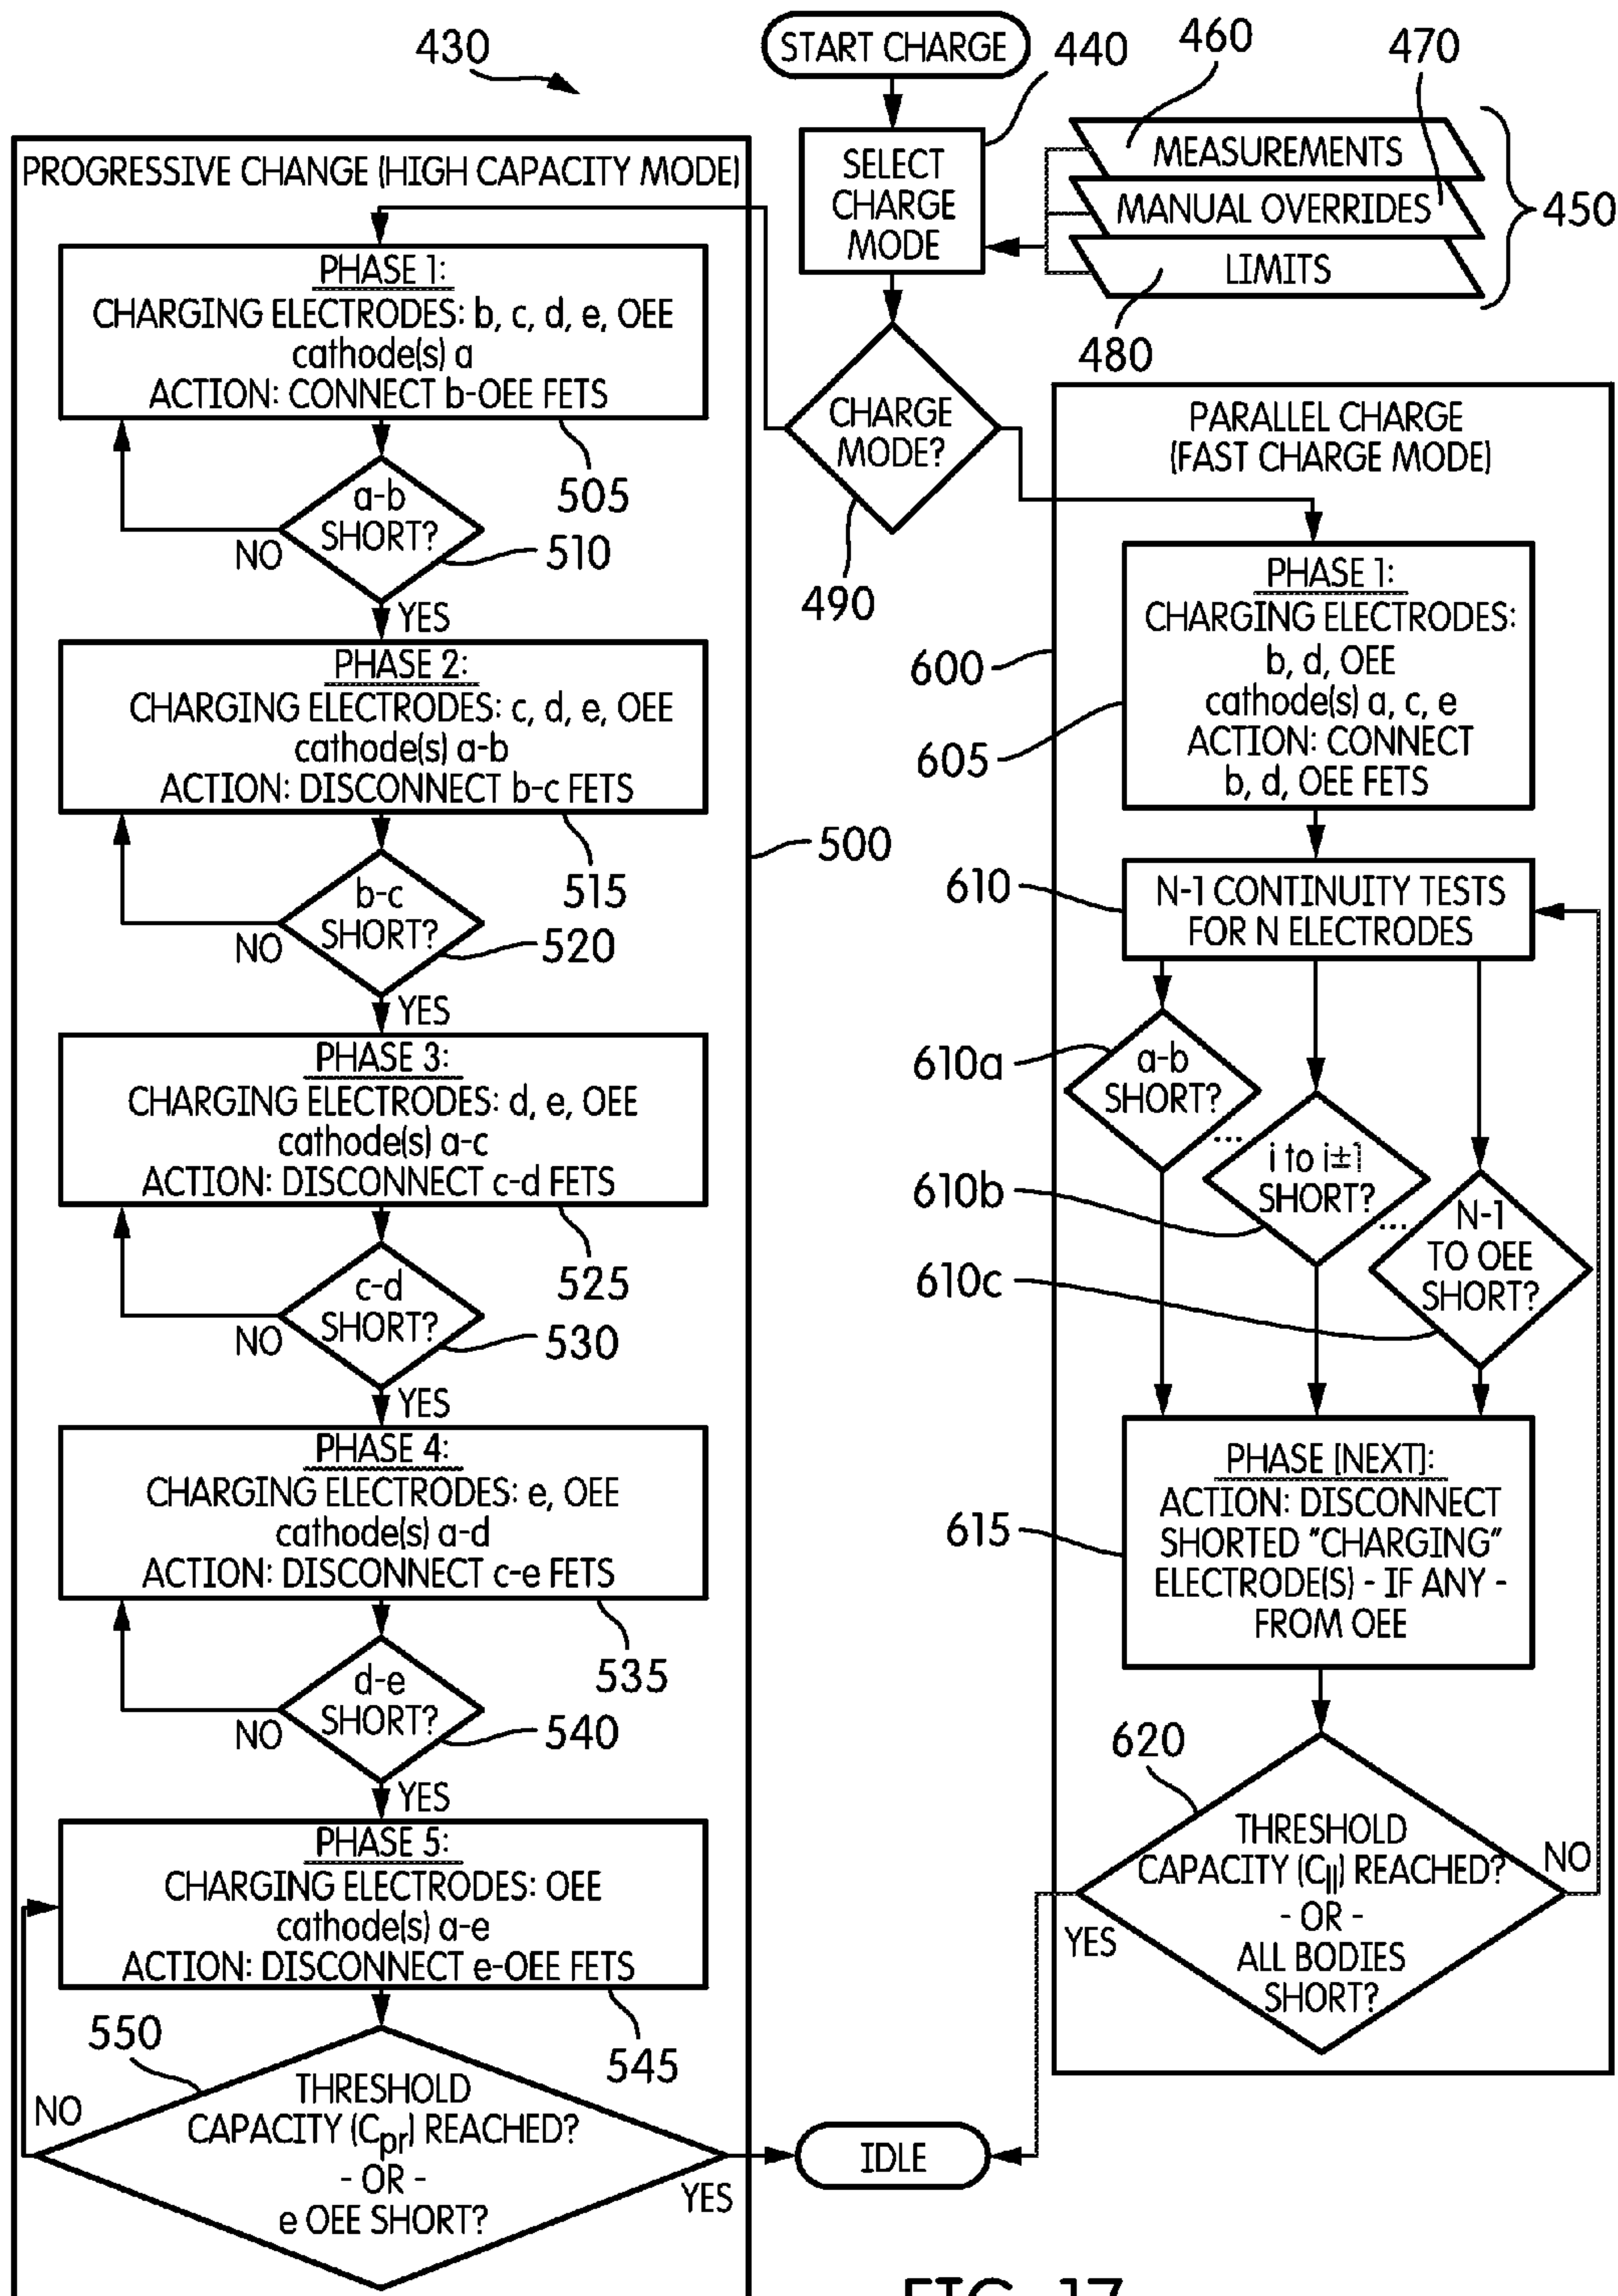 430
START CHARGE
440
460
470
SELECT
CHARGE
MODE
MEASUREMENTS
MANUAL OVERRIDES
LIMITS
450
480
CHARGE
MODE?
490
PROGRESSIVE CHANGE (HIGH CAPACITY MODE)
PHASE 1:
CHARGING ELECTRODES: b, c, d, e, OEE
cathode(s) a
ACTION: CONNECT b-OEE FETS
505
a-b
SHORT?
510
NO
YES
PHASE 2:
CHARGING ELECTRODES: c, d, e, OEE
cathode(s) a-b
ACTION: DISCONNECT b-c FETS
500
515
b-c
SHORT?
520
NO
YES
PHASE 3:
CHARGING ELECTRODES: d, e, OEE
cathode(s) a-c
ACTION: DISCONNECT c-d FETS
525
c-d
SHORT?
530
NO
YES
PHASE 4:
CHARGING ELECTRODES: e, OEE
cathode(s) a-d
ACTION: DISCONNECT c-e FETS
535
d-e
SHORT?
540
NO
YES
PHASE 5:
CHARGING ELECTRODES: OEE
cathode(s) a-e
ACTION: DISCONNECT e-OEE FETS
545
550
THRESHOLD
CAPACITY (Cpr) REACHED?
- OR -
e OEE SHORT?
NO
YES
IDLE
PARALLEL CHARGE
(FAST CHARGE MODE)
600
PHASE 1:
CHARGING ELECTRODES:
b, d, OEE
cathode(s) a, c, e
ACTION: CONNECT
b, d, OEE FETS
605
610
N-1 CONTINUITY TESTS
FOR N ELECTRODES
610a
a-b
SHORT?
...
610b
i to i±1
SHORT?
...
610c
N-1
TO OEE
SHORT?
615
PHASE [NEXT]:
ACTION: DISCONNECT
SHORTED "CHARGING"
ELECTRODE(S) - IF ANY -
FROM OEE
620
THRESHOLD
CAPACITY (C||) REACHED?
- OR -
ALL BODIES
SHORT?
NO
YES
FIG. 17